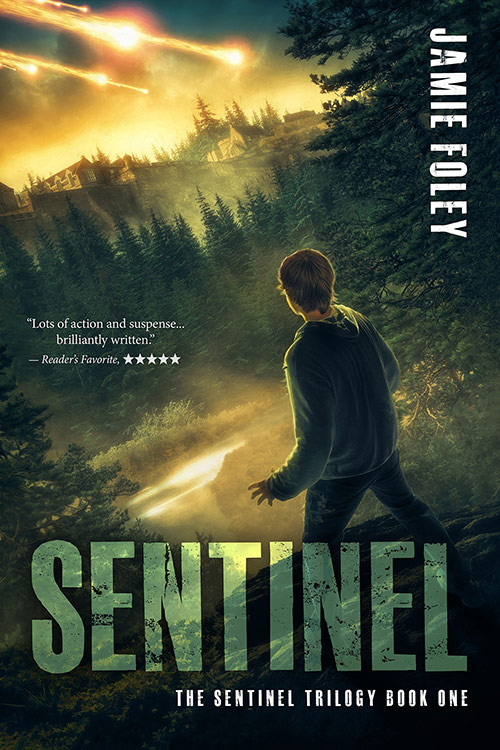 JAMIE FOLEY
“Lots of action and suspense...
brilliantly written.”
— Reader’s Favorite, ★★★★★
SENTINEL
THE SENTINEL TRILOGY BOOK ONE